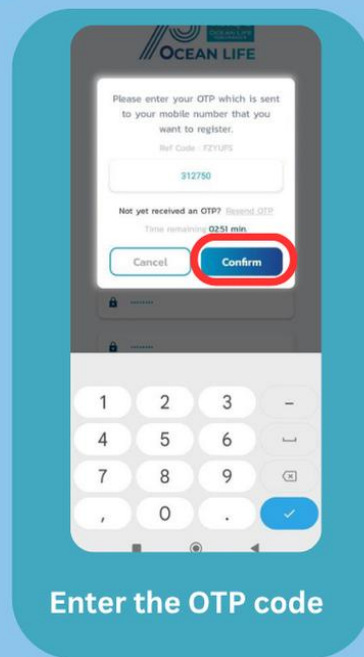 OCEAN LIFE
Please enter your OTP which is sent
to your mobile number that you
want to register.
Ref Code - FZYUPS
312750
Not yet received an OTP? Resend OTP
Time remaining 02:51 min.
Cancel
Confirm
1 2 3 -
4 5 6
7 8 9
, 0 .
Enter the OTP code